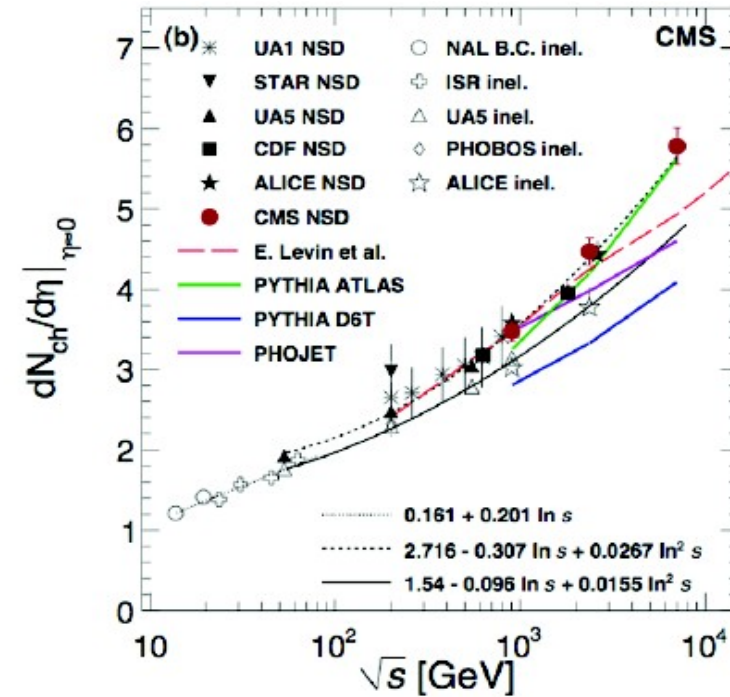 (b)
CMS
UA1 NSD
STAR NSD
UA5 NSD
CDF NSD
ALICE NSD
CMS NSD
E. Levin et al.
PYTHIA ATLAS
PYTHIA D6T
PHOJET
NAL B.C. inel.
ISR inel.
UA5 inel.
PHOBOS inel.
ALICE inel.
7
6
5
4
3
2
1
0
dN_ch/dη|_η≈0
0.161 + 0.201 ln s
2.716 - 0.307 ln s + 0.0267 ln² s
1.54 - 0.096 ln s + 0.0155 ln² s
10 10² 10³ 10⁴
√s [GeV]